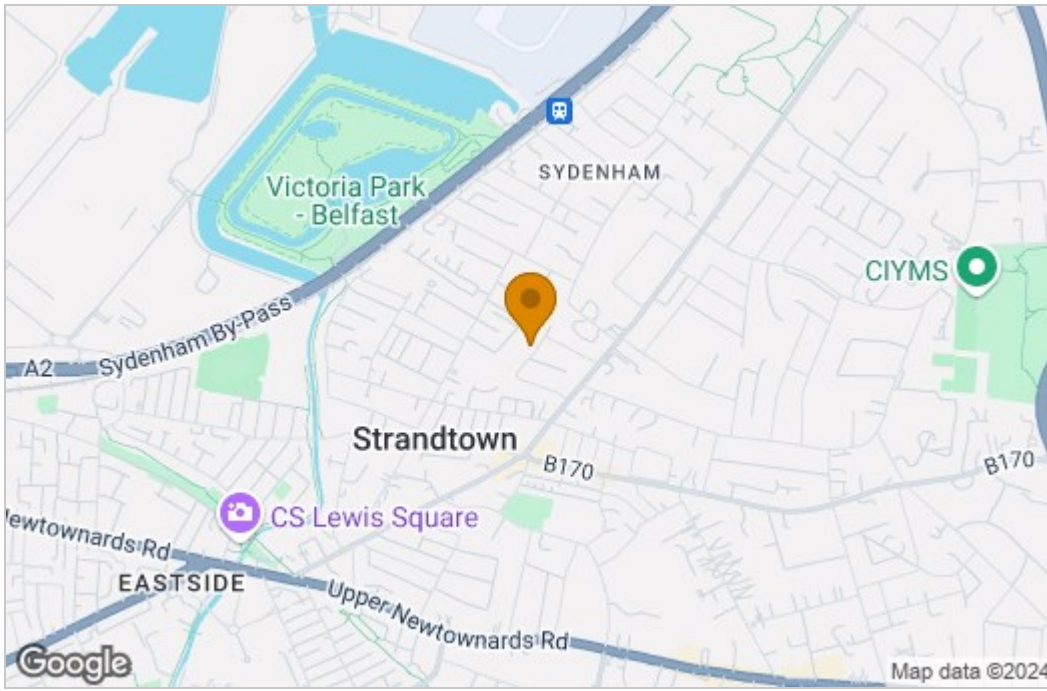 SYDENHAM
Victoria Park
- Belfast
CIYMS
Sydenham By-Pass
A2
Strandtown
B170
B170
CS Lewis Square
Newtownards Rd
EASTSIDE
Upper Newtownards Rd
Google
Map data ©2024